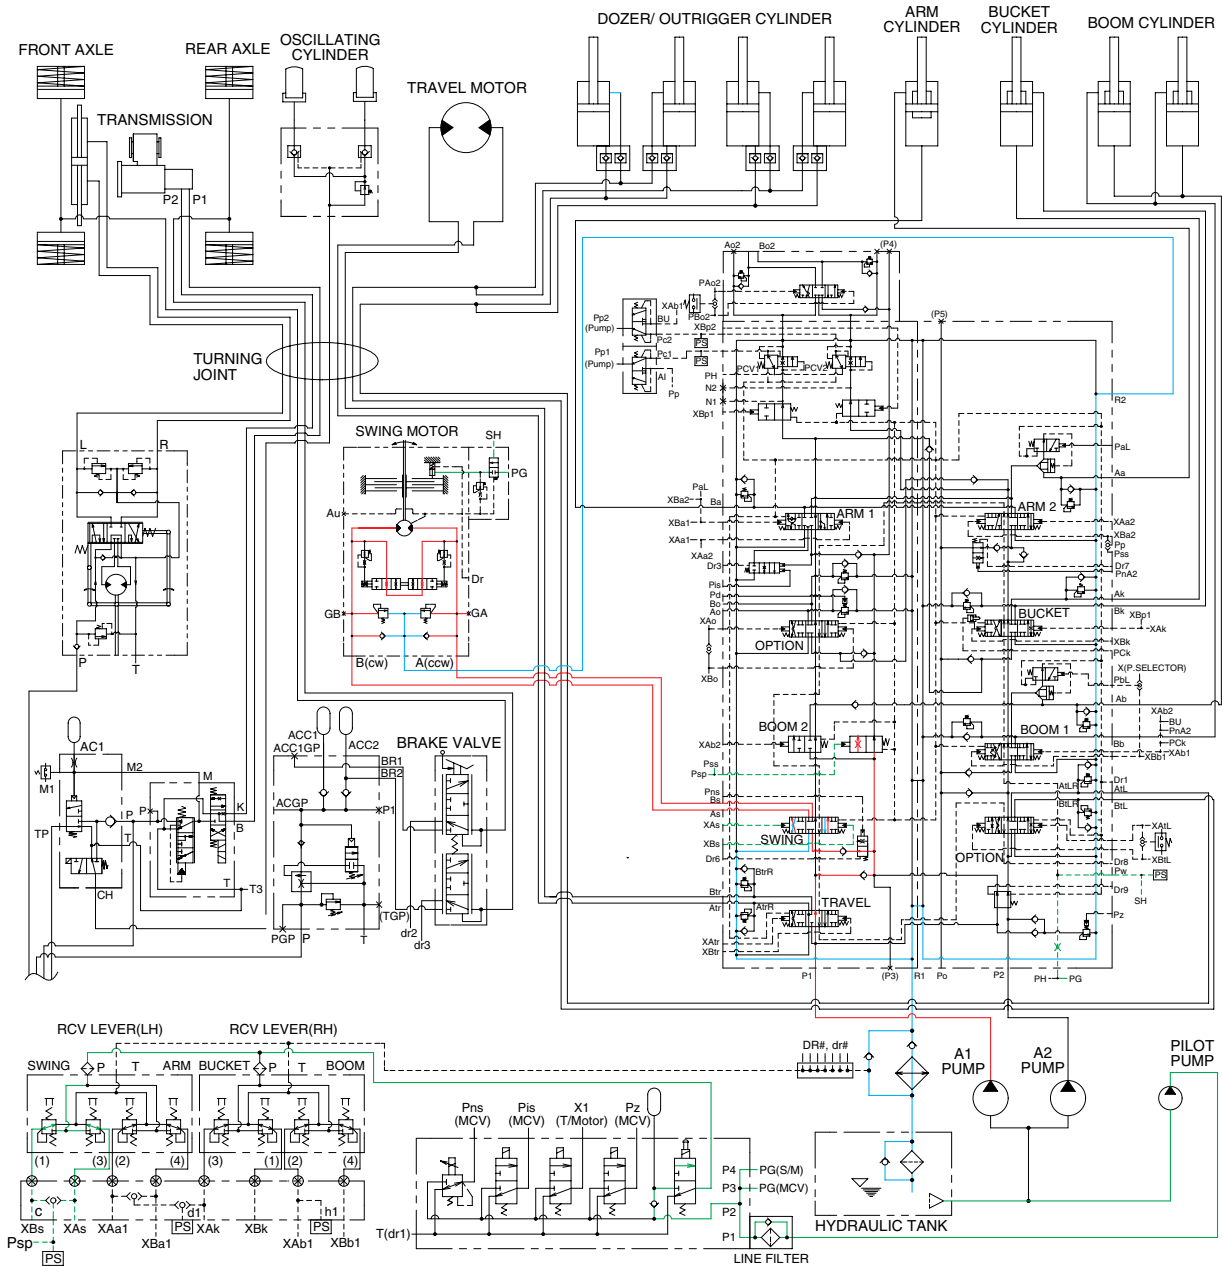 FRONT AXLE
REAR AXLE
OSCILLATING
CYLINDER
TRAVEL MOTOR
DOZER/ OUTRIGGER CYLINDER
ARM
CYLINDER
BUCKET
CYLINDER
BOOM CYLINDER
TRANSMISSION
P2 P1
TURNING
JOINT
Ao2
Bo2
(P4)
PAo2
XAb1
PBo2
Pp2
(Pump)
BU
XBp2
Pc2
PS
(P5)
Pp1
(Pump)
Pc1
PS
AI
Pp
PH
PCV1
PCV2
N2
N1
XBp1
R2
L
R
SWING MOTOR
SH
PG
Au
Dr
GB
GA
B(cw)
A(ccw)
P
T
PaL
XBa2
Ba
XBa1
ARM 1
XAa1
XAa2
Dr3
Pis
Pd
Bo
Ao
XAo
OPTION
XBo
PaL
Aa
ARM 2
XAa2
XBa2
Pp
Pss
Dr7
PnA2
Ak
Bk
XBp1
BUCKET
XAk
XBk
PCk
X(P.SELECTOR)
PbL
Ab
XAb2
BU
PnA2
PCk
XAb1
BOOM 1
Bb
XBb1
BOOM 2
XAb2
Pss
Psp
Pns
Bs
As
XAs
SWING
XBs
Dr6
Dr1
AtLR
AtL
BtLR
BtL
XAtL
OPTION
XBtL
Dr8
Pw
PS
Dr9
SH
Pz
Btr
BtrR
Atr
AtrR
TRAVEL
XAtr
XBtr
P1
(P3)
R1
Po
P2
PH
PG
AC1
M2
M1
M
P
P
K
B
TP
T
T3
CH
ACC1
ACC1GP
ACC2
BRAKE VALVE
BR1
BR2
ACGP
P1
(TGP)
PGP
P
T
dr2
dr3
RCV LEVER(LH)
RCV LEVER(RH)
SWING
P
T
ARM
BUCKET
P
T
BOOM
(1)
(3)
(2)
(4)
(3)
(1)
(2)
(4)
c
d1
h1
XBs
XAs
XAa1
PS
XAk
XBk
PS
Psp
XBa1
XAb1
XBb1
PS
DR#, dr#
A1
PUMP
A2
PUMP
PILOT
PUMP
Pns
(MCV)
Pis
(MCV)
X1
(T/Motor)
Pz
(MCV)
P4
PG(S/M)
P3
PG(MCV)
P2
P1
T(dr1)
LINE FILTER
HYDRAULIC TANK